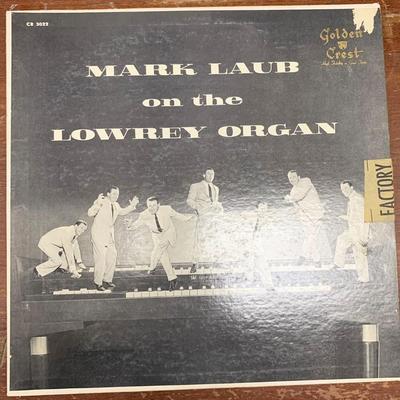 CR 3022
Golden
Crest
MARK LAUB
on the
LOWREY ORGAN
FACTORY